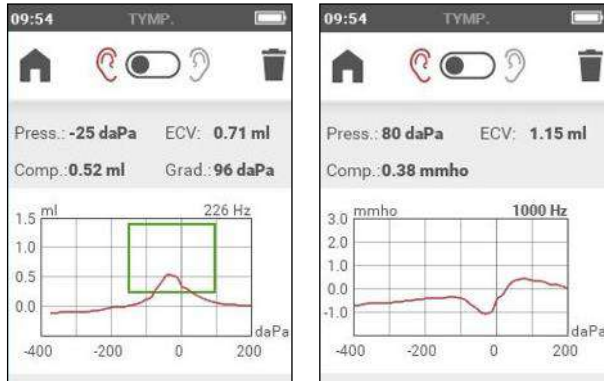 09:54 TYMP.
Press.: -25 daPa ECV: 0.71 ml
Comp.:0.52 ml Grad.:96 daPa
1.5 ml 226 Hz
1.0
0.5
0.0
daPa
-400 -200 0 200
09:54 TYMP.
Press.: 80 daPa ECV: 1.15 ml
Comp.:0.38 mmho
3.0 mmho 1000 Hz
2.0
1.0
0.0
-1.0
daPa
-400 -200 0 200